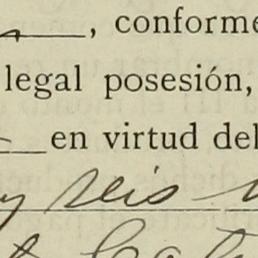 , conforme
legal posesión,
en virtud del
y seis